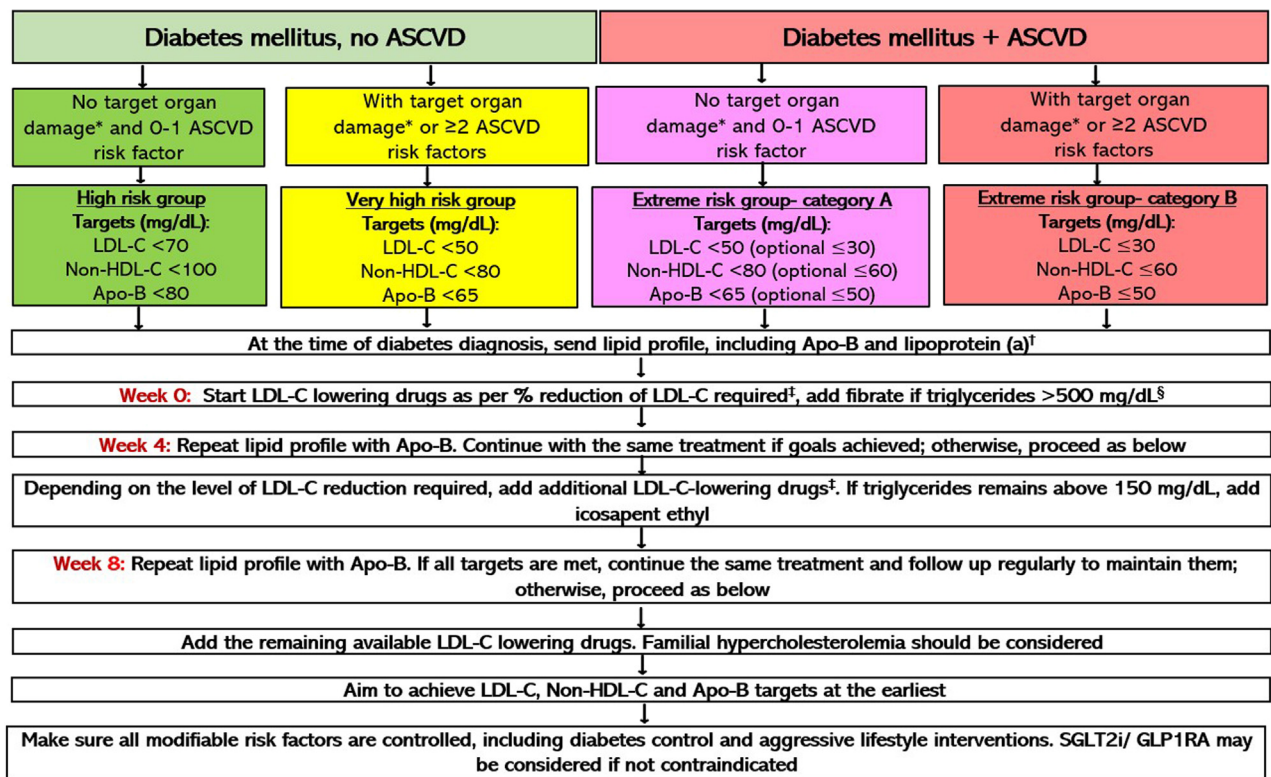 Diabetes mellitus, no ASCVD
Diabetes mellitus + ASCVD
No target organ
damage* and 0-1 ASCVD
risk factor
With target organ
damage* or ≥2 ASCVD
risk factors
No target organ
damage* and 0-1 ASCVD
risk factor
With target organ
damage* or ≥2 ASCVD
risk factors
High risk group
Targets (mg/dL):
LDL-C <70
Non-HDL-C <100
Apo-B <80
Very high risk group
Targets (mg/dL):
LDL-C <50
Non-HDL-C <80
Apo-B <65
Extreme risk group- category A
Targets (mg/dL):
LDL-C <50 (optional ≤30)
Non-HDL-C <80 (optional ≤60)
Apo-B <65 (optional ≤50)
Extreme risk group- category B
Targets (mg/dL):
LDL-C ≤30
Non-HDL-C ≤60
Apo-B ≤50
At the time of diabetes diagnosis, send lipid profile, including Apo-B and lipoprotein (a)†
Week 0: Start LDL-C lowering drugs as per % reduction of LDL-C required‡, add fibrate if triglycerides >500 mg/dL§
Week 4: Repeat lipid profile with Apo-B. Continue with the same treatment if goals achieved; otherwise, proceed as below
Depending on the level of LDL-C reduction required, add additional LDL-C-lowering drugs‡. If triglycerides remains above 150 mg/dL, add
icosapent ethyl
Week 8: Repeat lipid profile with Apo-B. If all targets are met, continue the same treatment and follow up regularly to maintain them;
otherwise, proceed as below
Add the remaining available LDL-C lowering drugs. Familial hypercholesterolemia should be considered
Aim to achieve LDL-C, Non-HDL-C and Apo-B targets at the earliest
Make sure all modifiable risk factors are controlled, including diabetes control and aggressive lifestyle interventions. SGLT2i/ GLP1RA may
be considered if not contraindicated